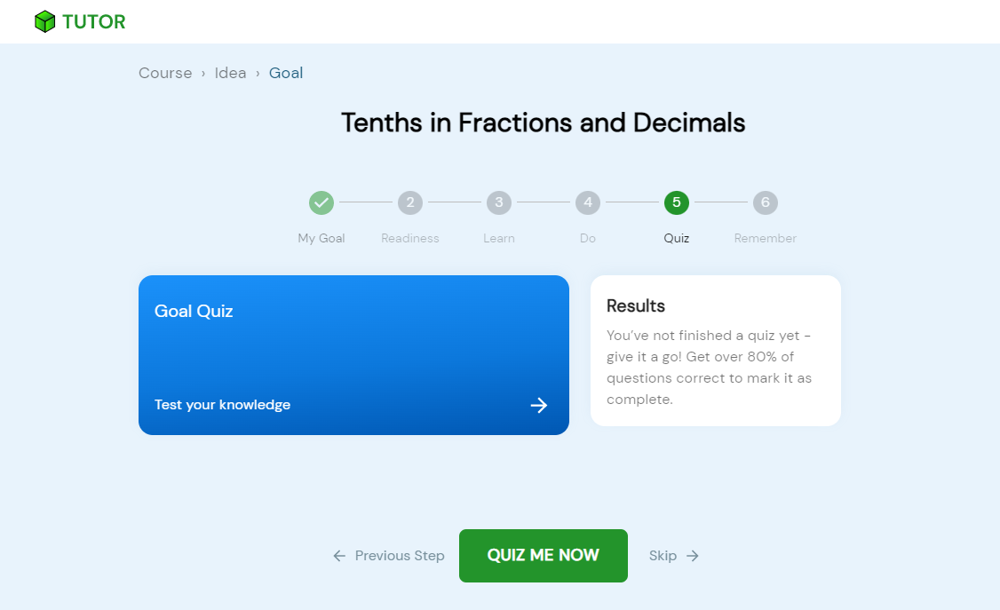 TUTOR
Course › Idea › Goal
Tenths in Fractions and Decimals
2 3 4 5 6
My Goal Readiness Learn Do Quiz Remember
Goal Quiz
Test your knowledge
Results
You’ve not finished a quiz yet -
give it a go! Get over 80% of
questions correct to mark it as
complete.
Previous Step QUIZ ME NOW Skip